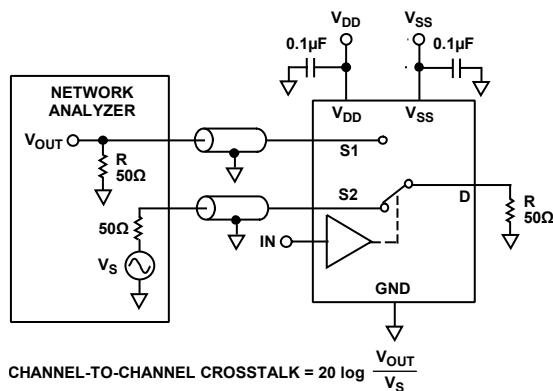 V_DD V_SS
0.1µF 0.1µF
NETWORK
ANALYZER
V_DD V_SS
V_OUT
R
50Ω
S1
S2
D
R
50Ω
50Ω
V_S
IN
GND
CHANNEL-TO-CHANNEL CROSSTALK = 20 log V_OUT / V_S